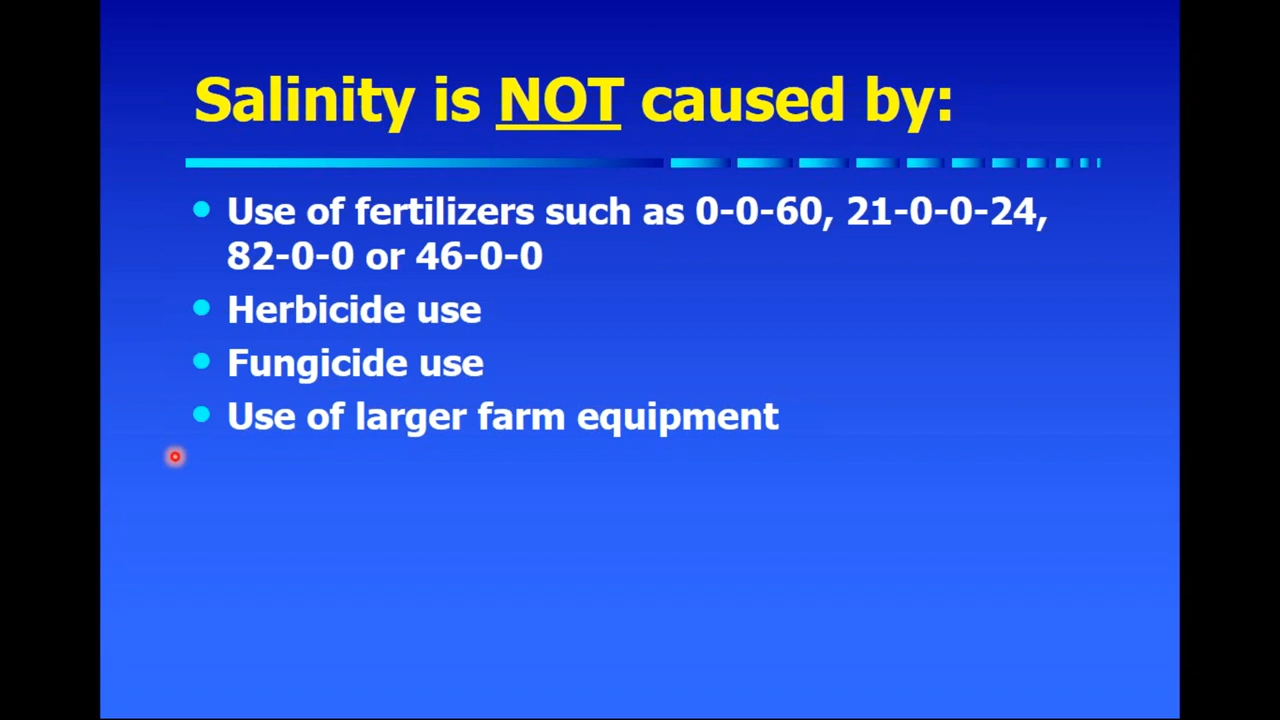 Salinity is NOT caused by:
Use of fertilizers such as 0-0-60, 21-0-0-24,
82-0-0 or 46-0-0
Herbicide use
Fungicide use
Use of larger farm equipment